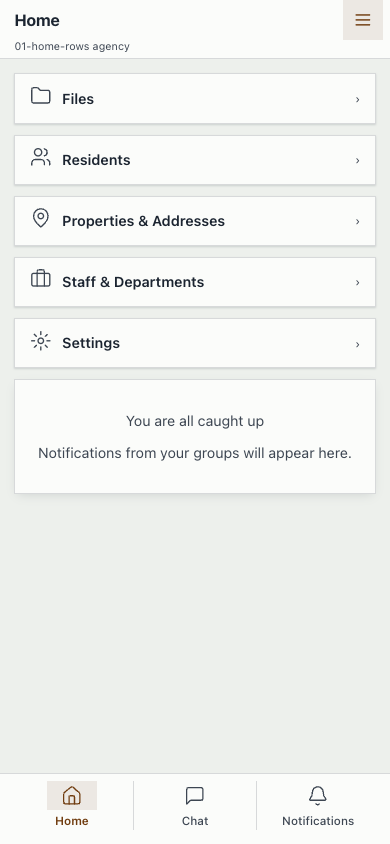 Home
01-home-rows agency
Files
Residents
Properties & Addresses
Staff & Departments
Settings
You are all caught up
Notifications from your groups will appear here.
Home
Chat
Notifications